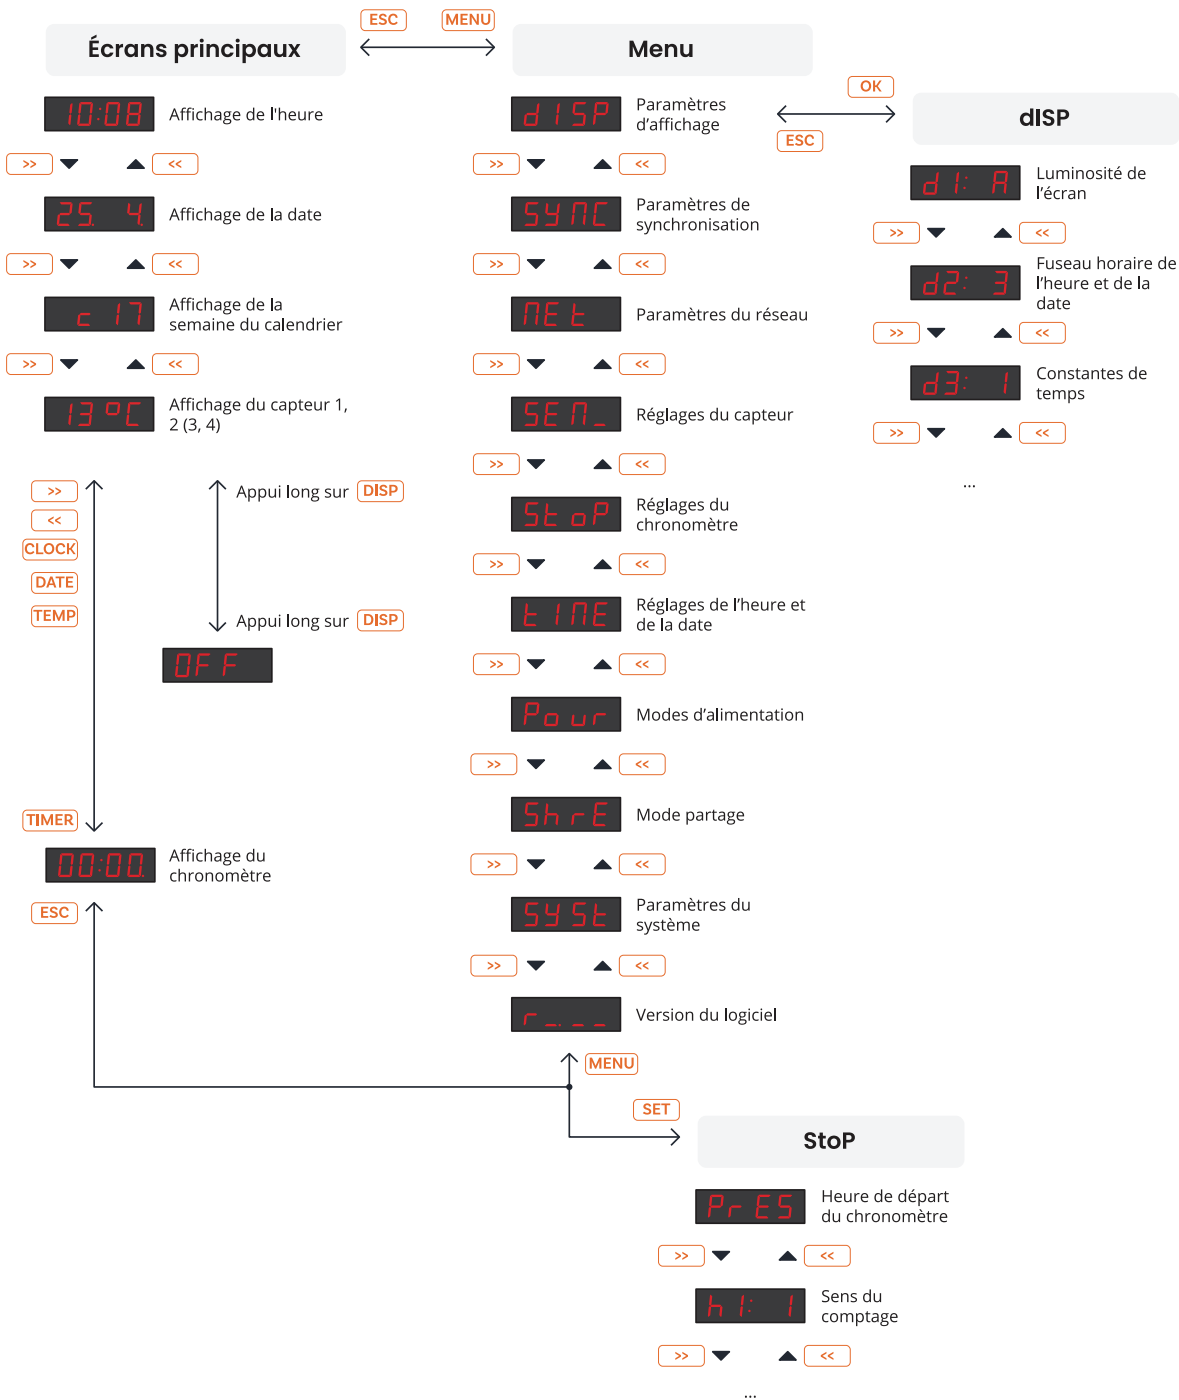 Écrans principaux
ESC
MENU
Menu
10:08
Affichage de l'heure
>>
<<
25. 4.
Affichage de la date
>>
<<
c 17
Affichage de la
semaine du calendrier
>>
<<
13 °C
Affichage du capteur 1,
2 (3, 4)
>>
<<
CLOCK
DATE
TEMP
Appui long sur DISP
Appui long sur DISP
OFF
TIMER
00:00.
Affichage du
chronomètre
ESC
dISP
Paramètres
d’affichage
>>
<<
SYNC
Paramètres de
synchronisation
>>
<<
NEt
Paramètres du réseau
>>
<<
SEN_
Réglages du capteur
>>
<<
StoP
Réglages du
chronomètre
>>
<<
tIME
Réglages de l’heure et
de la date
>>
<<
Pour
Modes d’alimentation
>>
<<
ShrE
Mode partage
>>
<<
SYSt
Paramètres du
système
>>
<<
r _._ _
Version du logiciel
MENU
SET
OK
ESC
dISP
d1: A
Luminosité de
l’écran
>>
<<
d2: 3
Fuseau horaire de
l’heure et de la
date
>>
<<
d3: 1
Constantes de
temps
>>
<<
...
StoP
PrES
Heure de départ
du chronomètre
>>
<<
h1: 1
Sens du
comptage
>>
<<
...